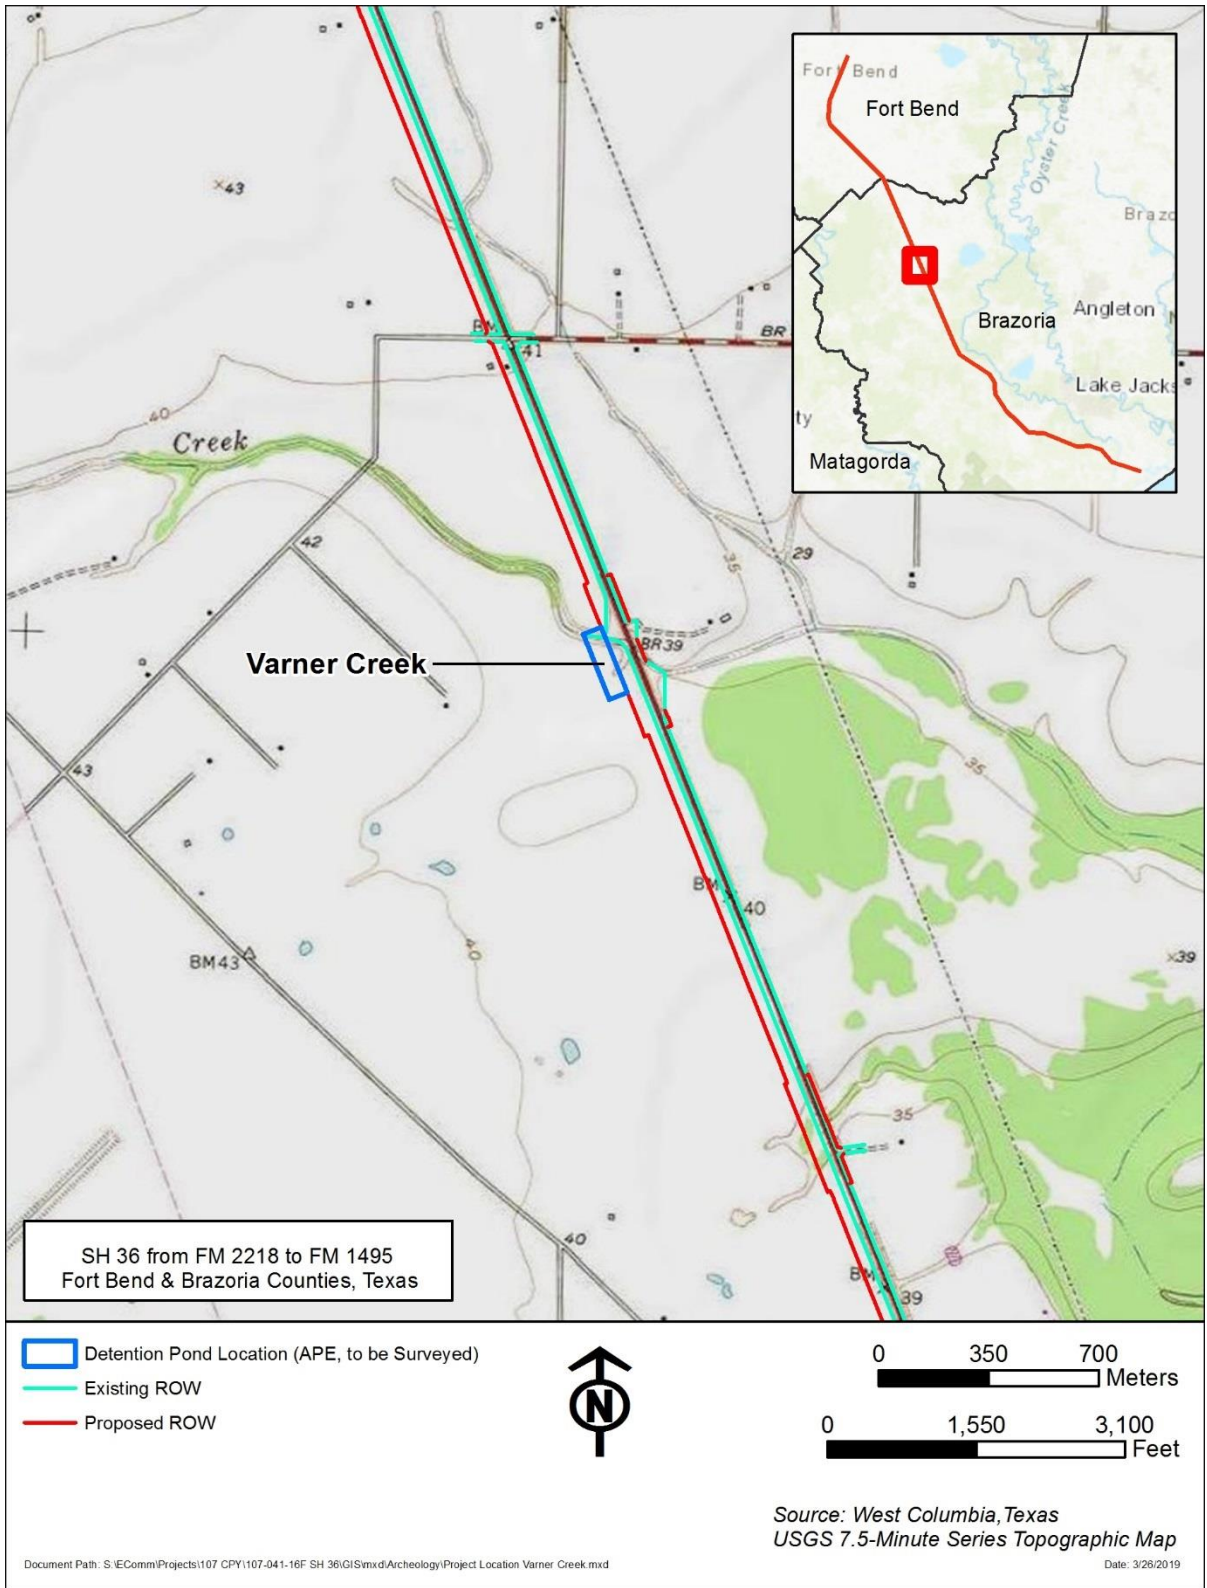 43
Fort Bend
Fort Bend
Oyster Creek
Brazo
Brazoria
Angleton
N
Lake Jacks
ty
Matagorda
BM
41
BR
40
Creek
42
35
29
Varner Creek
BR39
43
35
BM
40
40
BM43
39
35
40
BM
39
SH 36 from FM 2218 to FM 1495
Fort Bend & Brazoria Counties, Texas
Detention Pond Location (APE, to be Surveyed)
Existing ROW
Proposed ROW
N
0 350 700
Meters
0 1,550 3,100
Feet
Source: West Columbia,Texas
USGS 7.5-Minute Series Topographic Map
Document Path: S:\EComm\Projects\107 CPY\107-041-16F SH 36\GIS\mxd\Archeology\Project Location Varner Creek.mxd
Date: 3/26/2019